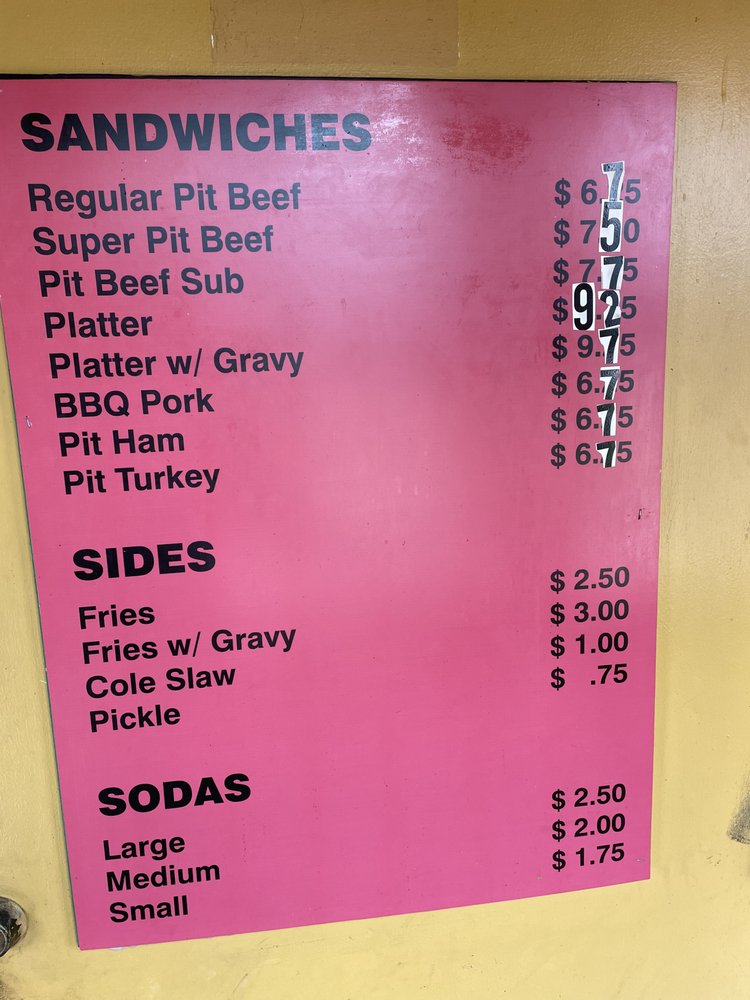 SANDWICHES
Regular Pit Beef $ 6.75
Super Pit Beef $ 7.50
Pit Beef Sub $ 7.75
Platter $ 9.25
Platter w/ Gravy $ 9.75
BBQ Pork $ 6.75
Pit Ham $ 6.75
Pit Turkey $ 6.75
SIDES
Fries $ 2.50
Fries w/ Gravy $ 3.00
Cole Slaw $ 1.00
Pickle $ .75
SODAS
Large $ 2.50
Medium $ 2.00
Small $ 1.75